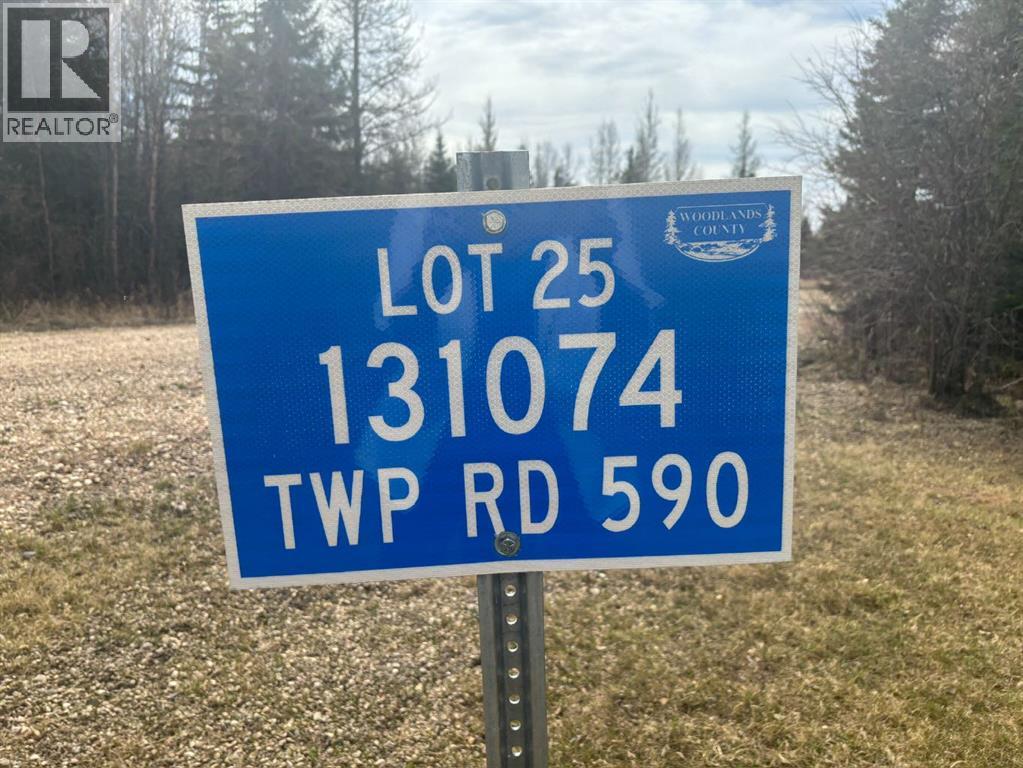 REALTOR®
WOODLANDS
COUNTY
LOT 25
131074
TWP RD 590